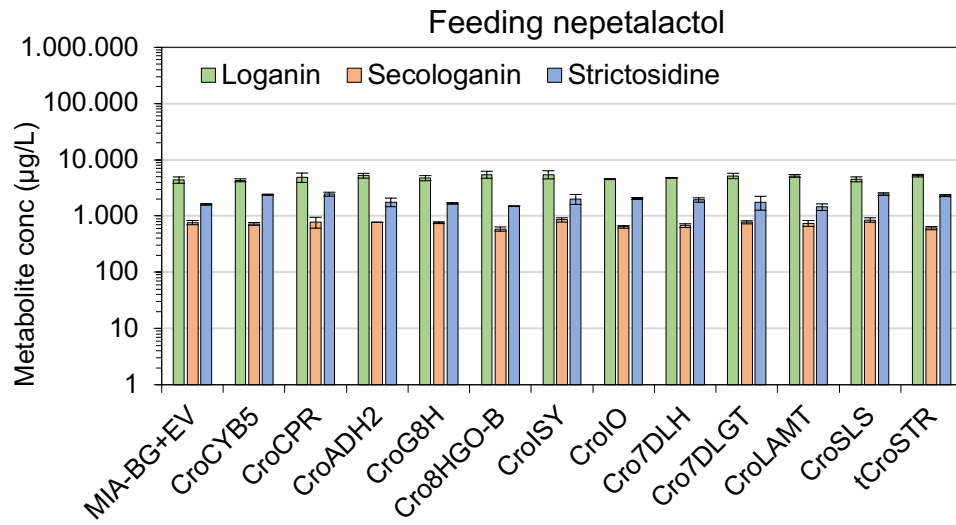 Feeding nepetalactol
Metabolite conc (µg/L)
1.000.000
100.000
10.000
1.000
100
10
1
Loganin Secologanin Strictosidine
MIA-BG+EV
CroCYB5
CroCPR
CroADH2
CroG8H
Cro8HGO-B
CroISY
CroIO
Cro7DLH
Cro7DLGT
CroLAMT
CroSLS
tCroSTR